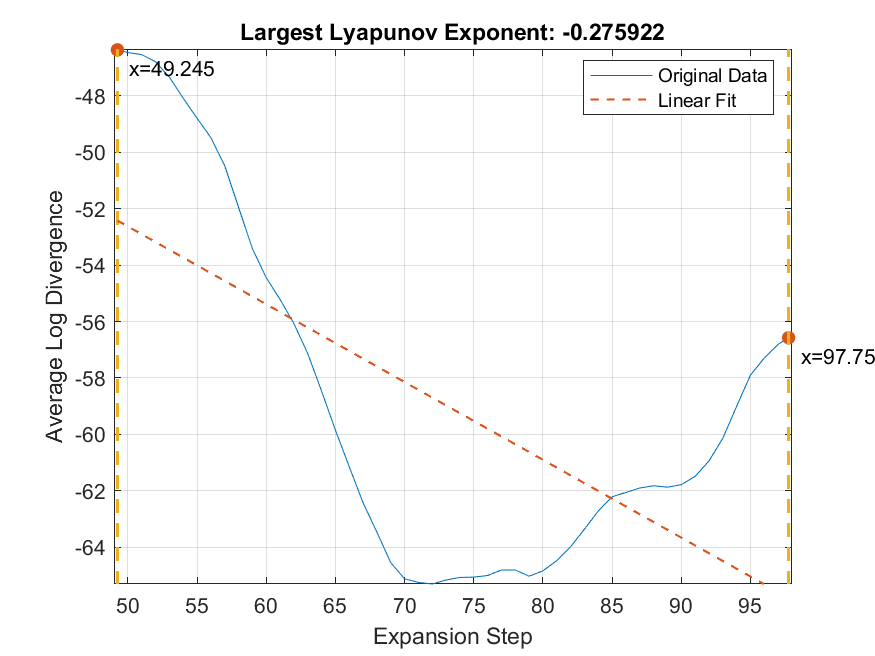 Largest Lyapunov Exponent: -0.275922
x=49.245
Original Data
Linear Fit
-48
-50
-52
-54
-56
-58
-60
-62
-64
x=97.75
Average Log Divergence
50 55 60 65 70 75 80 85 90 95
Expansion Step